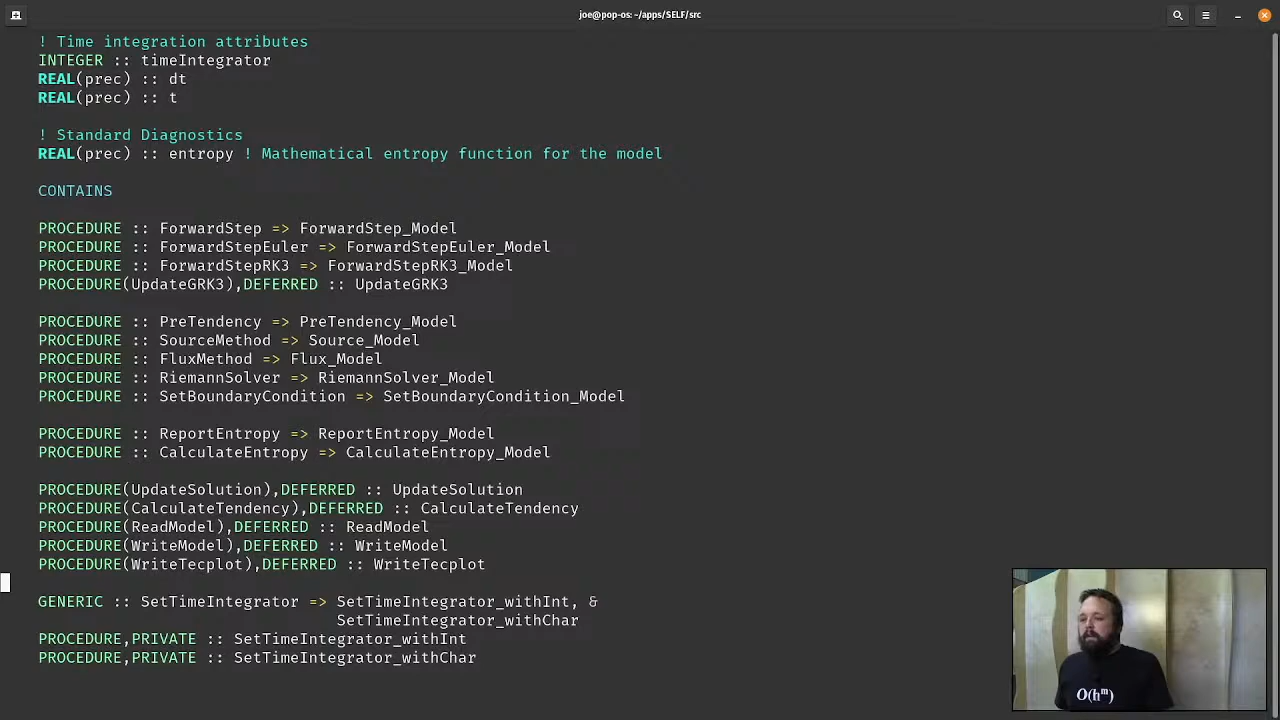 joe@pop-os: ~/apps/SELF/src
! Time integration attributes
INTEGER :: timeIntegrator
REAL(prec) :: dt
REAL(prec) :: t
! Standard Diagnostics
REAL(prec) :: entropy ! Mathematical entropy function for the model
CONTAINS
PROCEDURE :: ForwardStep => ForwardStep_Model
PROCEDURE :: ForwardStepEuler => ForwardStepEuler_Model
PROCEDURE :: ForwardStepRK3 => ForwardStepRK3_Model
PROCEDURE(UpdateGRK3),DEFERRED :: UpdateGRK3
PROCEDURE :: PreTendency => PreTendency_Model
PROCEDURE :: SourceMethod => Source_Model
PROCEDURE :: FluxMethod => Flux_Model
PROCEDURE :: RiemannSolver => RiemannSolver_Model
PROCEDURE :: SetBoundaryCondition => SetBoundaryCondition_Model
PROCEDURE :: ReportEntropy => ReportEntropy_Model
PROCEDURE :: CalculateEntropy => CalculateEntropy_Model
PROCEDURE(UpdateSolution),DEFERRED :: UpdateSolution
PROCEDURE(CalculateTendency),DEFERRED :: CalculateTendency
PROCEDURE(ReadModel),DEFERRED :: ReadModel
PROCEDURE(WriteModel),DEFERRED :: WriteModel
PROCEDURE(WriteTecplot),DEFERRED :: WriteTecplot
GENERIC :: SetTimeIntegrator => SetTimeIntegrator_withInt, &
SetTimeIntegrator_withChar
PROCEDURE,PRIVATE :: SetTimeIntegrator_withInt
PROCEDURE,PRIVATE :: SetTimeIntegrator_withChar
O(hᵐ)